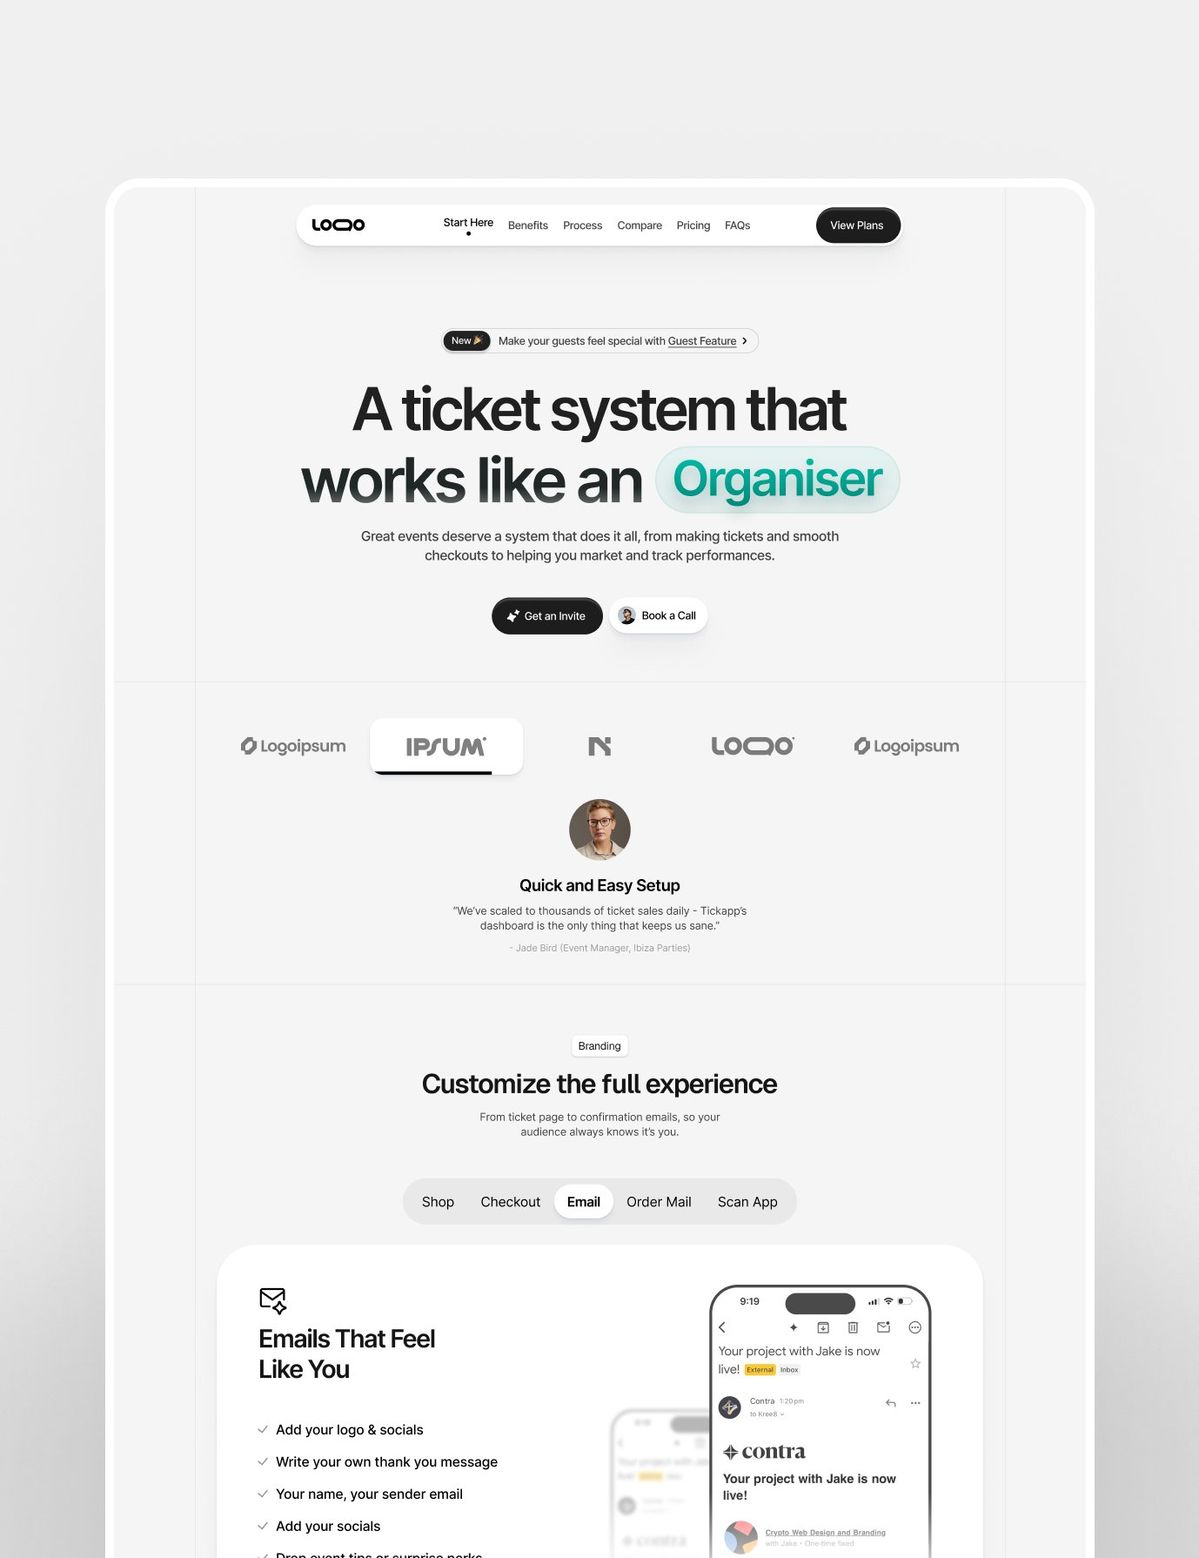 LOQO
Start Here
Benefits
Process
Compare
Pricing
FAQs
View Plans
New 🎉
Make your guests feel special with Guest Feature
A ticket system that
works like an Organiser
Great events deserve a system that does it all, from making tickets and smooth
checkouts to helping you market and track performances.
Get an Invite
Book a Call
Logoipsum
IPSUM
LOQO
Logoipsum
Quick and Easy Setup
“We’ve scaled to thousands of ticket sales daily - Tickapp’s
dashboard is the only thing that keeps us sane.”
- Jade Bird (Event Manager, Ibiza Parties)
Branding
Customize the full experience
From ticket page to confirmation emails, so your
audience always knows it’s you.
Shop
Checkout
Email
Order Mail
Scan App
Emails That Feel
Like You
Add your logo & socials
Write your own thank you message
Your name, your sender email
Add your socials
Drop event tips or surprise perks
9:19
Your project with Jake is now
live! External Inbox
Contra 1:20 pm
to Kree8
contra
Your project with Jake is now
live!
Crypto Web Design and Branding
with Jake • One-time fixed